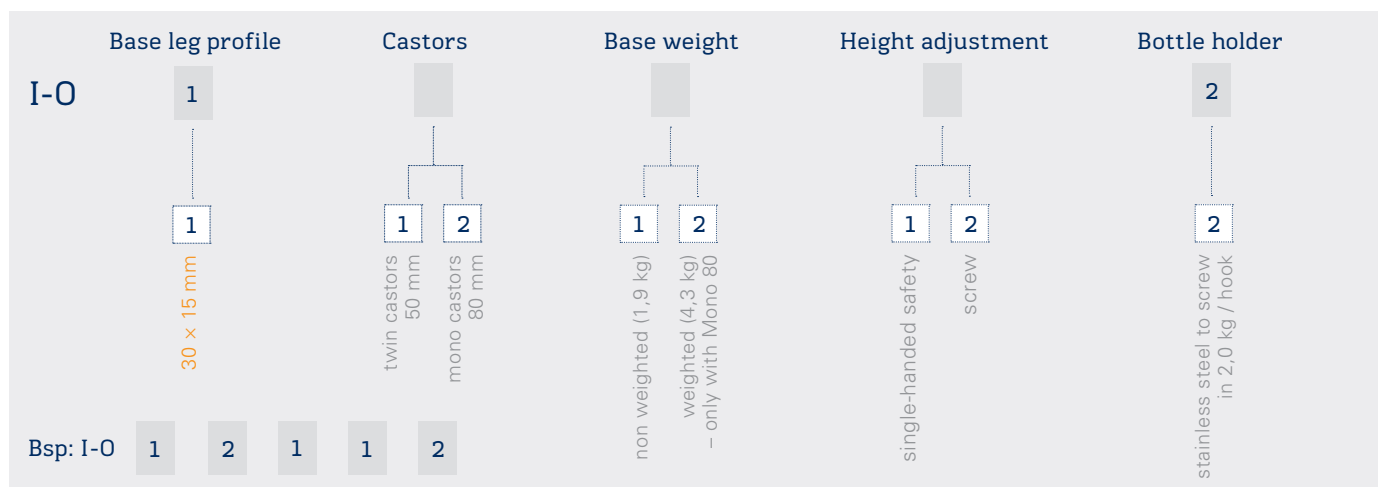 Base leg profile
Castors
Base weight
Height adjustment
Bottle holder
I-O
1
2
1
1
2
1
2
1
2
2
30 × 15 mm
twin castors
50 mm
mono castors
80 mm
non weighted (1,9 kg)
weighted (4,3 kg)
– only with Mono 80
single-handed safety
screw
stainless steel to screw
in 2,0 kg / hook
Bsp: I-O 1 2 1 1 2